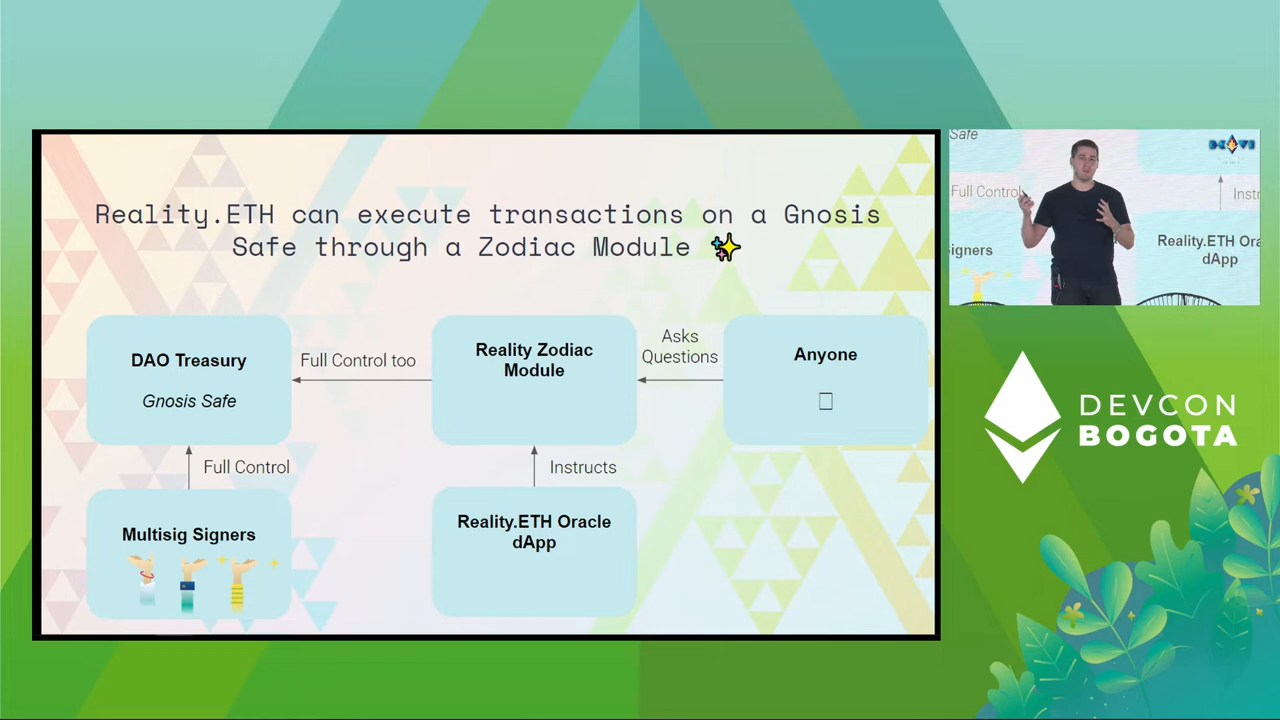 Reality.ETH can execute transactions on a Gnosis
Safe through a Zodiac Module
DAO Treasury
Gnosis Safe
Full Control too
Reality Zodiac
Module
Asks
Questions
Anyone
Full Control
Instructs
Multisig Signers
Reality.ETH Oracle
dApp
Safe
Full Control
Instr
igners
Reality.ETH Ora
dApp
DEVCON
BOGOTA